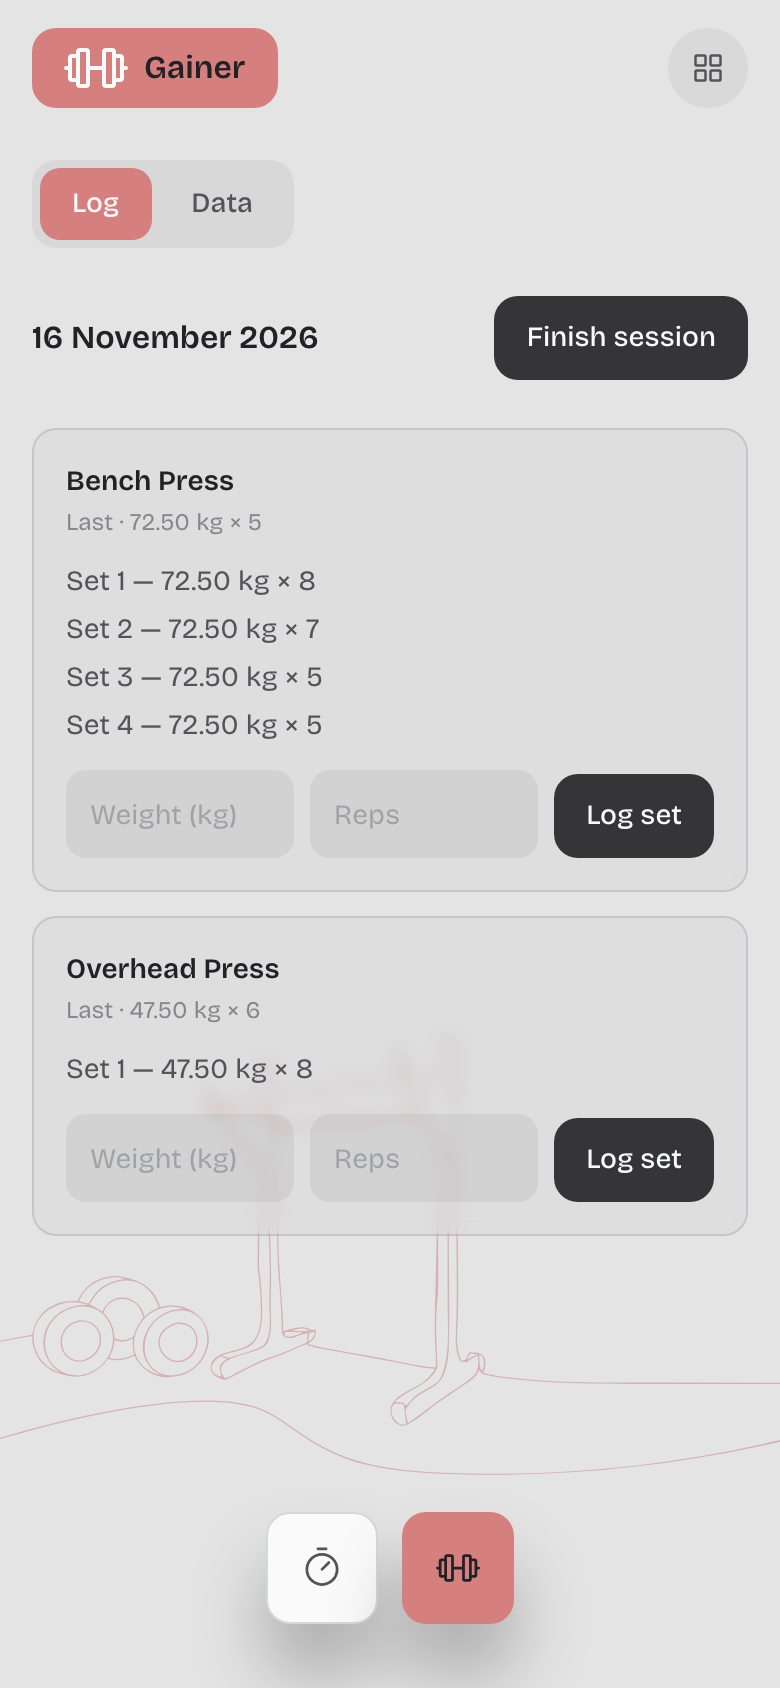 Gainer
Log
Data
16 November 2026
Finish session
Bench Press
Last · 72.50 kg × 5
Set 1 — 72.50 kg × 8
Set 2 — 72.50 kg × 7
Set 3 — 72.50 kg × 5
Set 4 — 72.50 kg × 5
Weight (kg)
Reps
Log set
Overhead Press
Last · 47.50 kg × 6
Set 1 — 47.50 kg × 8
Weight (kg)
Reps
Log set